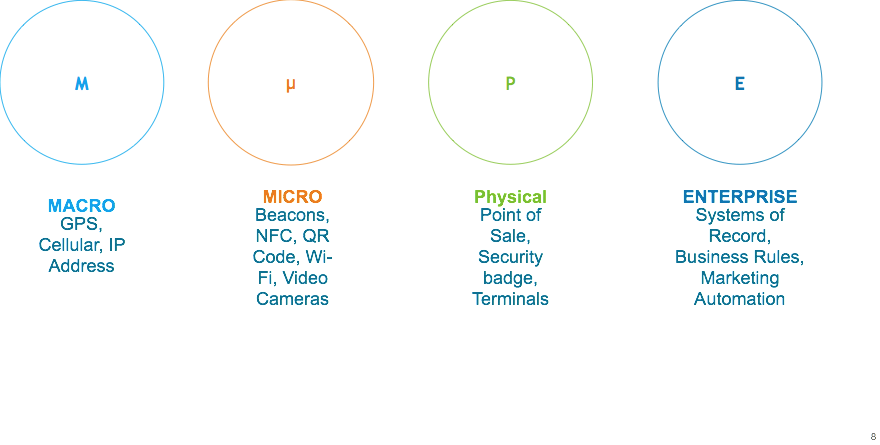 M
µ
P
E
MACRO
GPS,
Cellular, IP
Address
MICRO
Beacons,
NFC, QR
Code, Wi-
Fi, Video
Cameras
Physical
Point of
Sale,
Security
badge,
Terminals
ENTERPRISE
Systems of
Record,
Business Rules,
Marketing
Automation
8